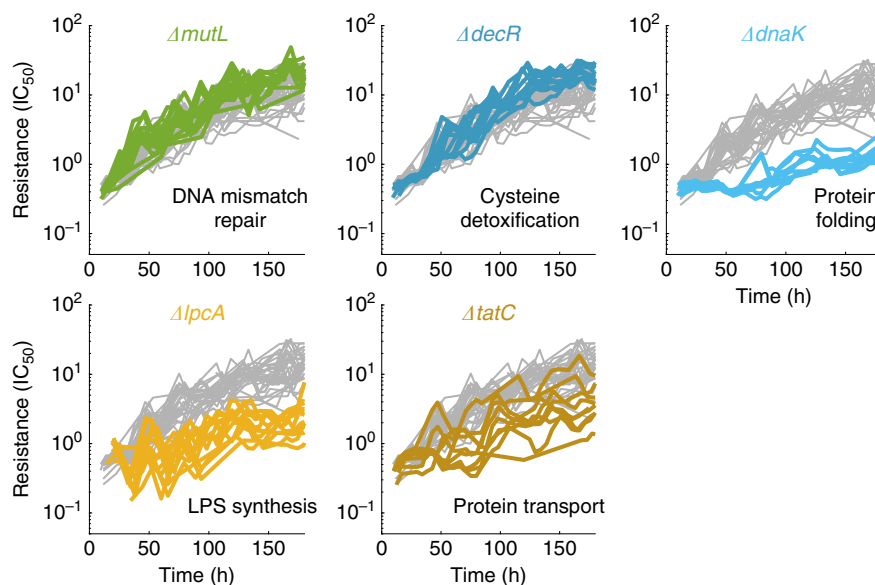 ΔmutL
ΔdecR
ΔdnaK
Resistance (IC50)
10²
10¹
10⁰
10⁻¹
DNA mismatch
repair
0 50 100 150
10²
10¹
10⁰
10⁻¹
Cysteine
detoxification
0 50 100 150
10²
10¹
10⁰
10⁻¹
Protein
folding
0 50 100 150
Time (h)
ΔlpcA
ΔtatC
Resistance (IC50)
10²
10¹
10⁰
10⁻¹
LPS synthesis
0 50 100 150
Time (h)
10²
10¹
10⁰
10⁻¹
Protein transport
0 50 100 150
Time (h)